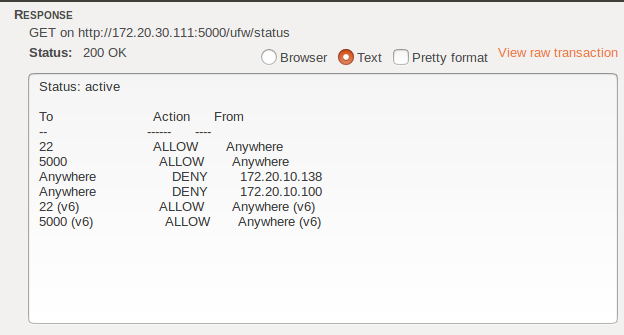 RESPONSE
GET on http://172.20.30.111:5000/ufw/status
Status: 200 OK Browser Text Pretty format View raw transaction
Status: active
To Action From
-- ------ ----
22 ALLOW Anywhere
5000 ALLOW Anywhere
Anywhere DENY 172.20.10.138
Anywhere DENY 172.20.10.100
22 (v6) ALLOW Anywhere (v6)
5000 (v6) ALLOW Anywhere (v6)